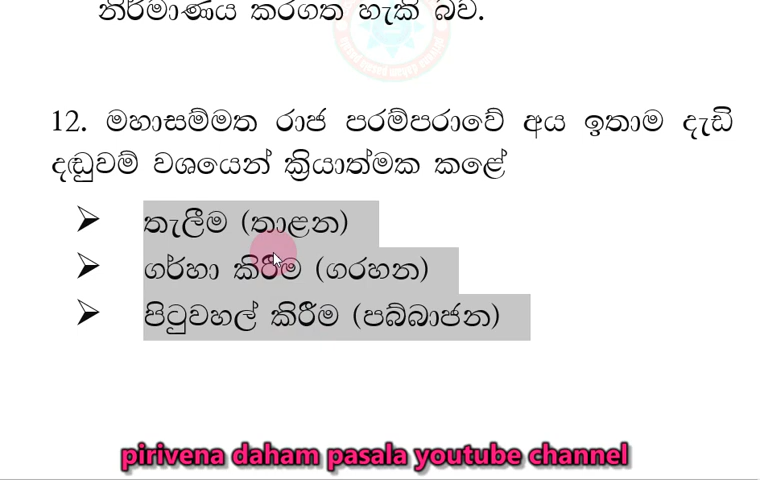 නිර්මාණය කරගත හැකි බව.
12. මහාසම්මත රාජ පරම්පරාවේ අය ඉතාම දැඩි
දඬුවම් වශයෙන් ක්‍රියාත්මක කළේ
තැලීම (තාළන)
ගර්හා කිරීම (ගරහන)
පිටුවහල් කිරීම (පබ්බාජන)
pirivena daham pasala youtube channel